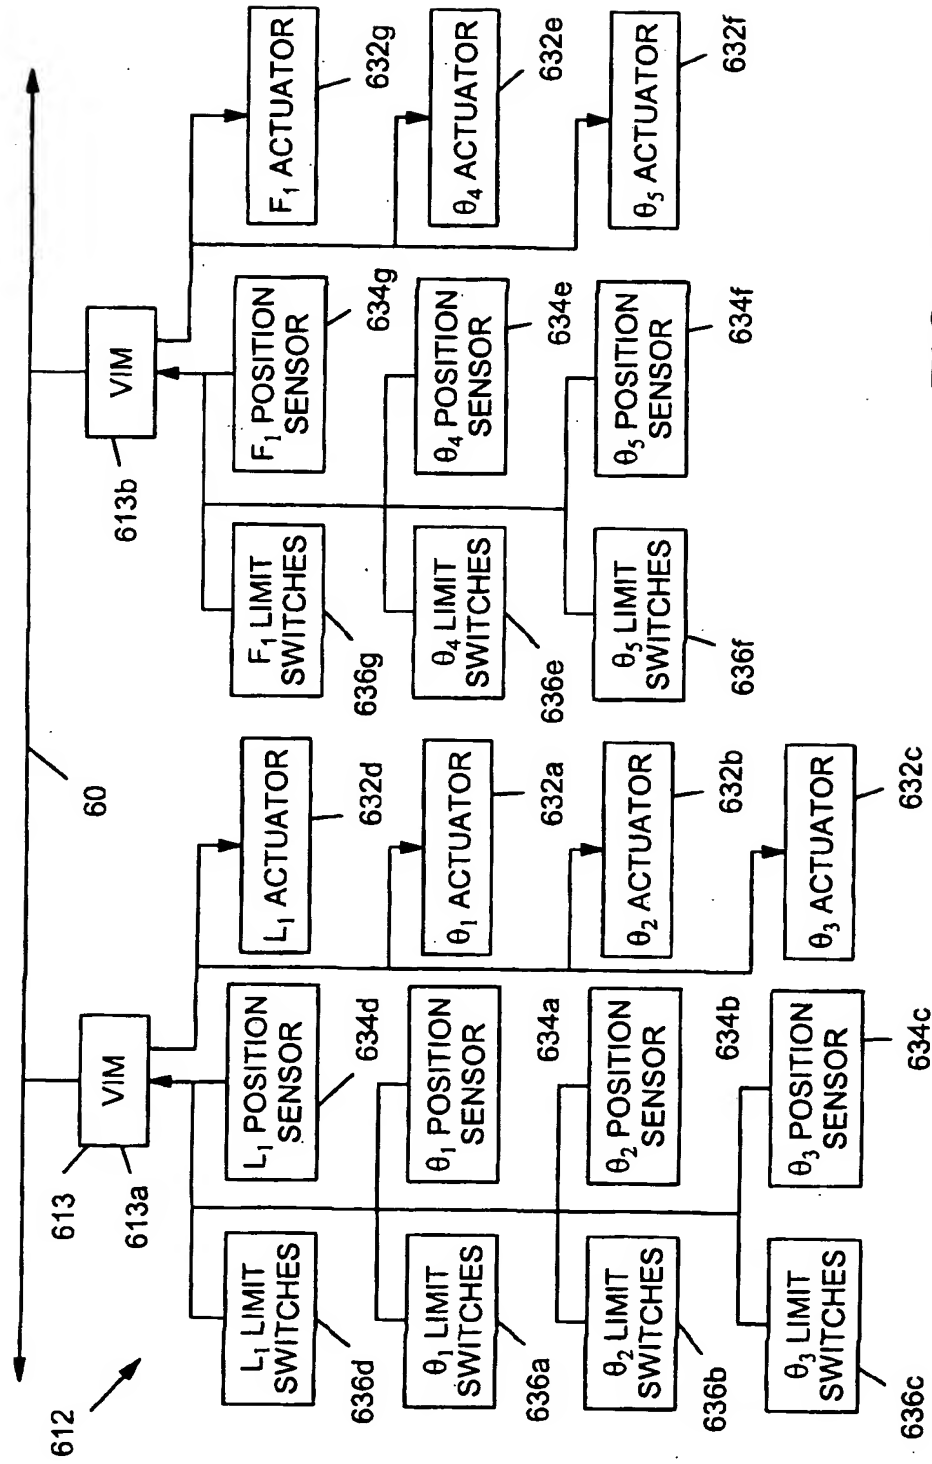 60
612
613
613a
VIM
613b
VIM
L1 LIMIT
SWITCHES
636d
L1 POSITION
SENSOR
634d
L1 ACTUATOR
632d
F1 LIMIT
SWITCHES
636g
F1 POSITION
SENSOR
634g
F1 ACTUATOR
632g
θ1 LIMIT
SWITCHES
636a
θ1 POSITION
SENSOR
634a
θ1 ACTUATOR
632a
θ4 LIMIT
SWITCHES
636e
θ4 POSITION
SENSOR
634e
θ4 ACTUATOR
632e
θ2 LIMIT
SWITCHES
636b
θ2 POSITION
SENSOR
634b
θ2 ACTUATOR
632b
θ5 LIMIT
SWITCHES
636f
θ5 POSITION
SENSOR
634f
θ5 ACTUATOR
632f
θ3 LIMIT
SWITCHES
636c
θ3 POSITION
SENSOR
634c
θ3 ACTUATOR
632c